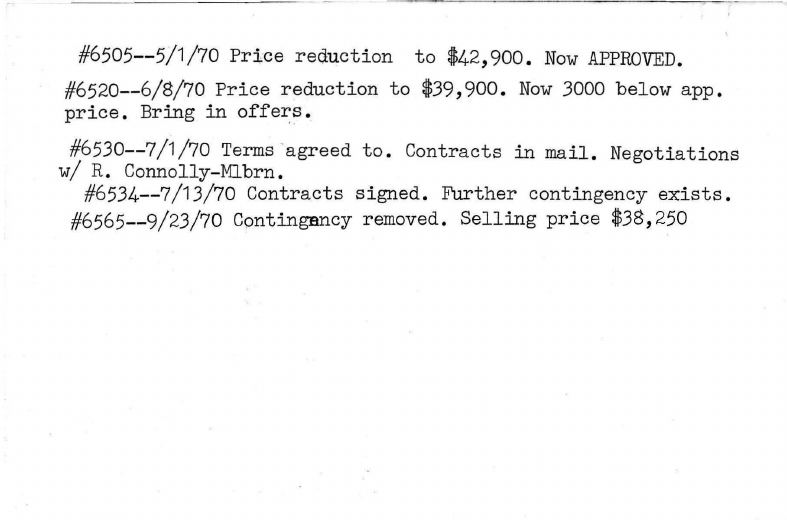 #6505--5/1/70 Price reduction to $42,900. Now APPROVED.
#6520--6/8/70 Price reduction to $39,900. Now 3000 below app.
price. Bring in offers.
#6530--7/1/70 Terms agreed to. Contracts in mail. Negotiations
w/ R. Connolly-Mlbrn.
#6534--7/13/70 Contracts signed. Further contingency exists.
#6565--9/23/70 Contingency removed. Selling price $38,250